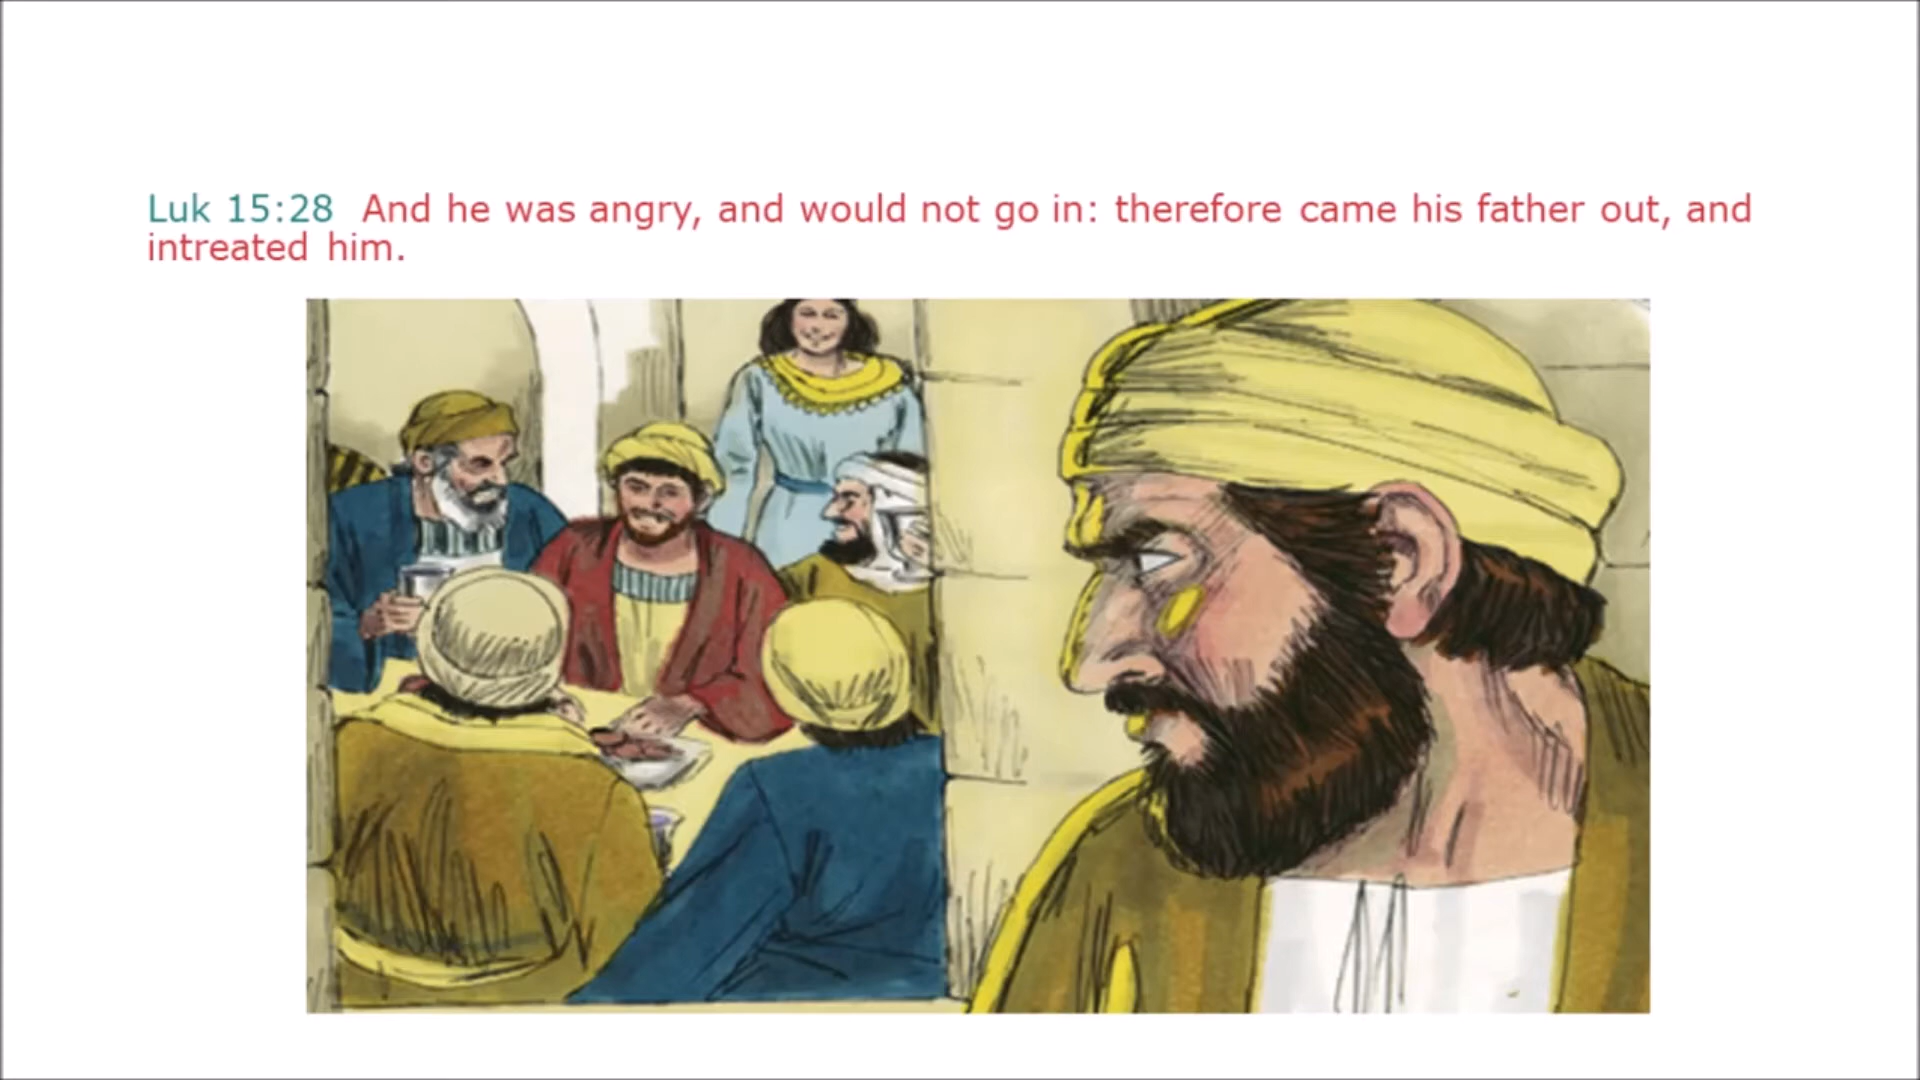 Luk 15:28 And he was angry, and would not go in: therefore came his father out, and
intreated him.